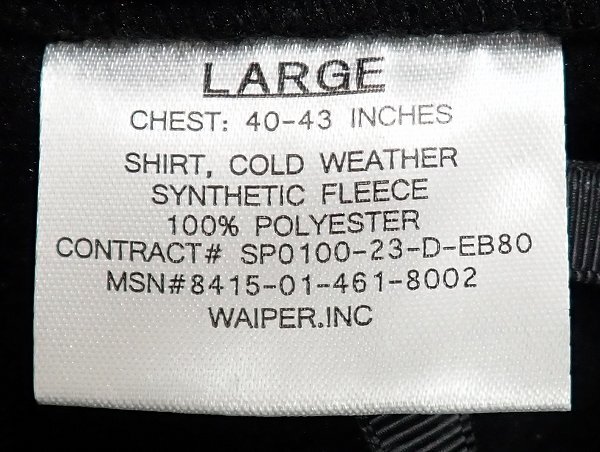 LARGE
CHEST: 40-43 INCHES
SHIRT, COLD WEATHER
SYNTHETIC FLEECE
100% POLYESTER
CONTRACT# SP0100-23-D-EB80
MSN#8415-01-461-8002
WAIPER.INC